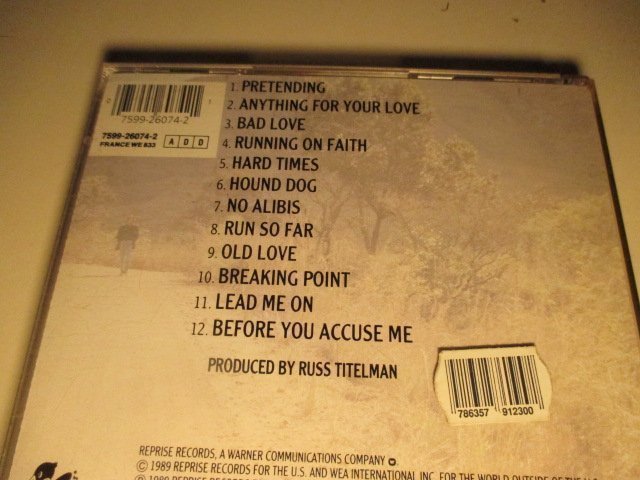 0
7599-26074-2
1
7599-26074-2
FRANCE WE 833 A D D
1. PRETENDING
2. ANYTHING FOR YOUR LOVE
3. BAD LOVE
4. RUNNING ON FAITH
5. HARD TIMES
6. HOUND DOG
7. NO ALIBIS
8. RUN SO FAR
9. OLD LOVE
10. BREAKING POINT
11. LEAD ME ON
12. BEFORE YOU ACCUSE ME
PRODUCED BY RUSS TITELMAN
786357 912300
REPRISE RECORDS, A WARNER COMMUNICATIONS COMPANY
© 1989 REPRISE RECORDS FOR THE U.S. AND WEA INTERNATIONAL INC. FOR THE WORLD OUTSIDE OF THE U.S.